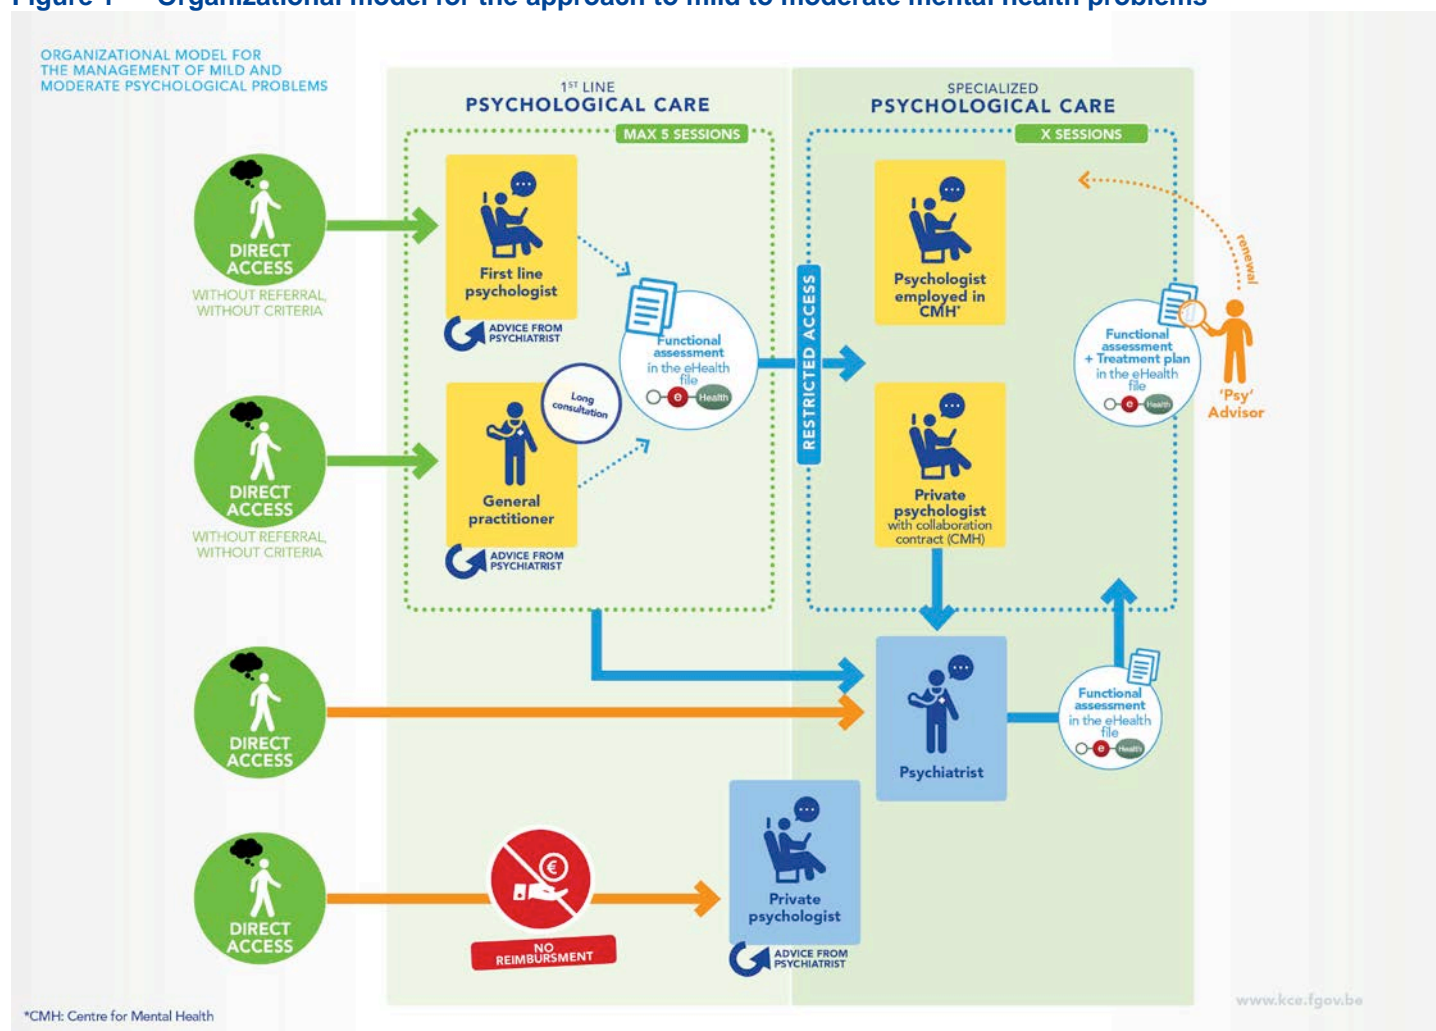 Figure 1 Organizational model for the approach to mild to moderate mental health problems
ORGANIZATIONAL MODEL FOR
THE MANAGEMENT OF MILD AND
MODERATE PSYCHOLOGICAL PROBLEMS
1ST LINE
PSYCHOLOGICAL CARE
MAX 5 SESSIONS
SPECIALIZED
PSYCHOLOGICAL CARE
X SESSIONS
DIRECT
ACCESS
WITHOUT REFERRAL,
WITHOUT CRITERIA
First line
psychologist
ADVICE FROM
PSYCHIATRIST
Functional
assessment
in the eHealth
file
e
Health
Long
consultation
General
practitioner
ADVICE FROM
PSYCHIATRIST
DIRECT
ACCESS
WITHOUT REFERRAL,
WITHOUT CRITERIA
RESTRICTED ACCESS
Psychologist
employed in
CMH*
Private
psychologist
with collaboration
contract (CMH)
Functional
assessment
+ Treatment plan
in the eHealth
file
e
Health
renewal
'Psy'
Advisor
DIRECT
ACCESS
Psychiatrist
Functional
assessment
in the eHealth
file
e
Health
DIRECT
ACCESS
€
NO
REIMBURSMENT
Private
psychologist
ADVICE FROM
PSYCHIATRIST
*CMH: Centre for Mental Health
www.kce.fgov.be